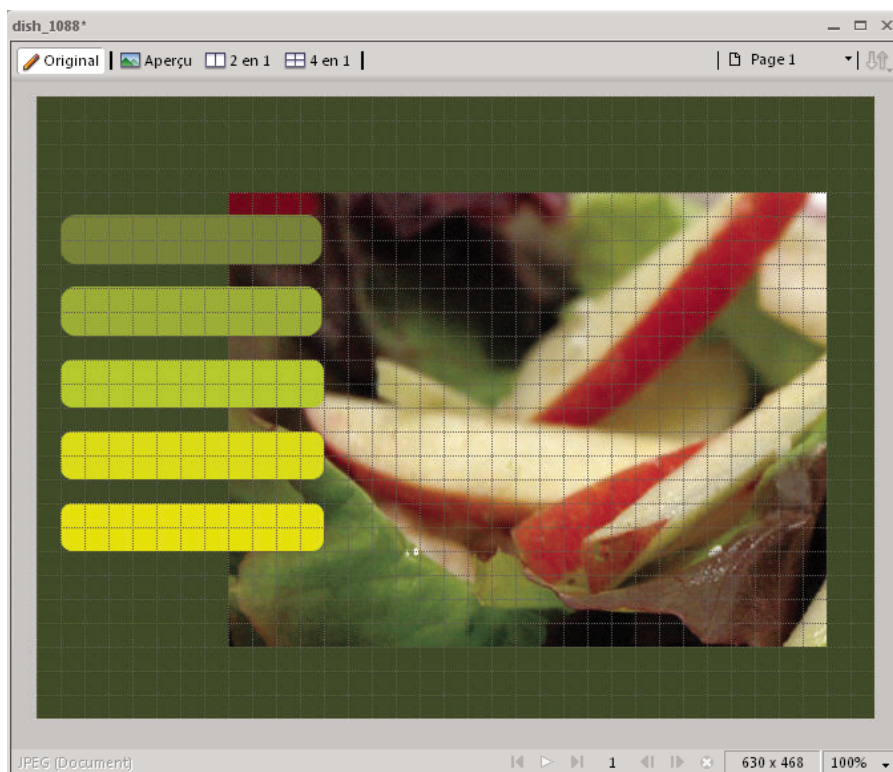 dish_1088*
Original Aperçu 2 en 1 4 en 1 Page 1
JPEG (Document) 1 630 x 468 100%